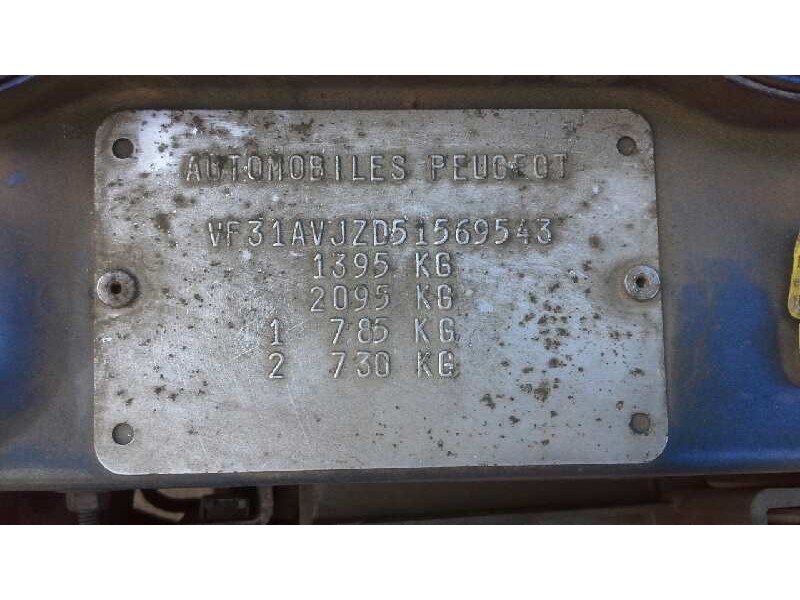 AUTOMOBILES PEUGEOT
VF31AVJZD51569543
1395 KG
2095 KG
1 785 KG
2 730 KG